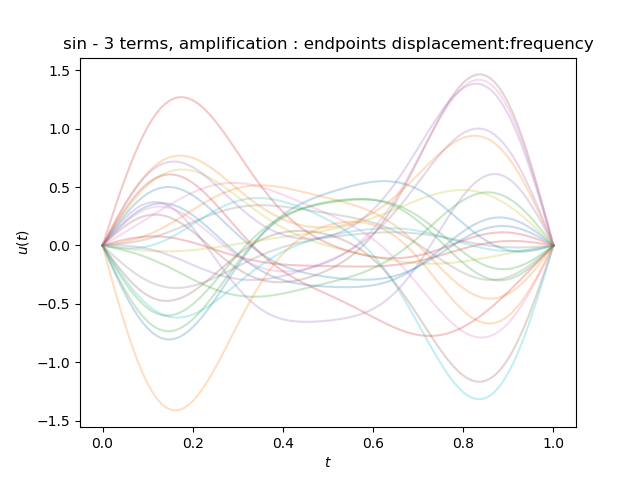 sin - 3 terms, amplification : endpoints displacement:frequency
1.5
1.0
0.5
0.0
−0.5
−1.0
−1.5
u(t)
0.0 0.2 0.4 0.6 0.8 1.0
t